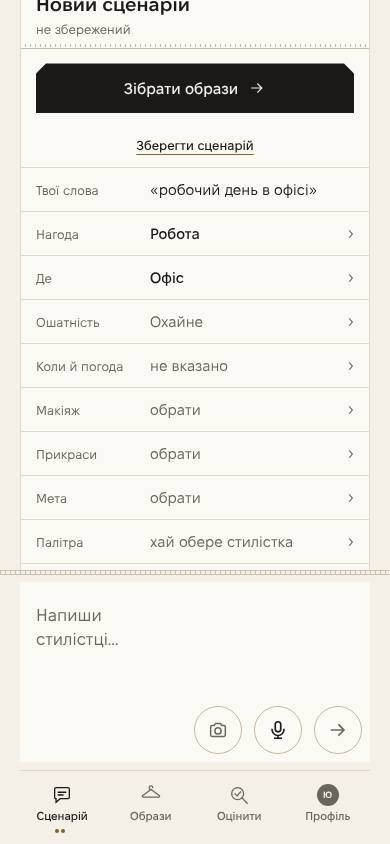 Новий сценарій
не збережений
Зібрати образи →
Зберегти сценарій
Твої слова «робочий день в офісі»
Нагода Робота
Де Офіс
Ошатність Охайне
Коли й погода не вказано
Макіяж обрати
Прикраси обрати
Мета обрати
Палітра хай обере стилістка
Напиши
стилістці...
Ю
Сценарій Образи Оцінити Профіль